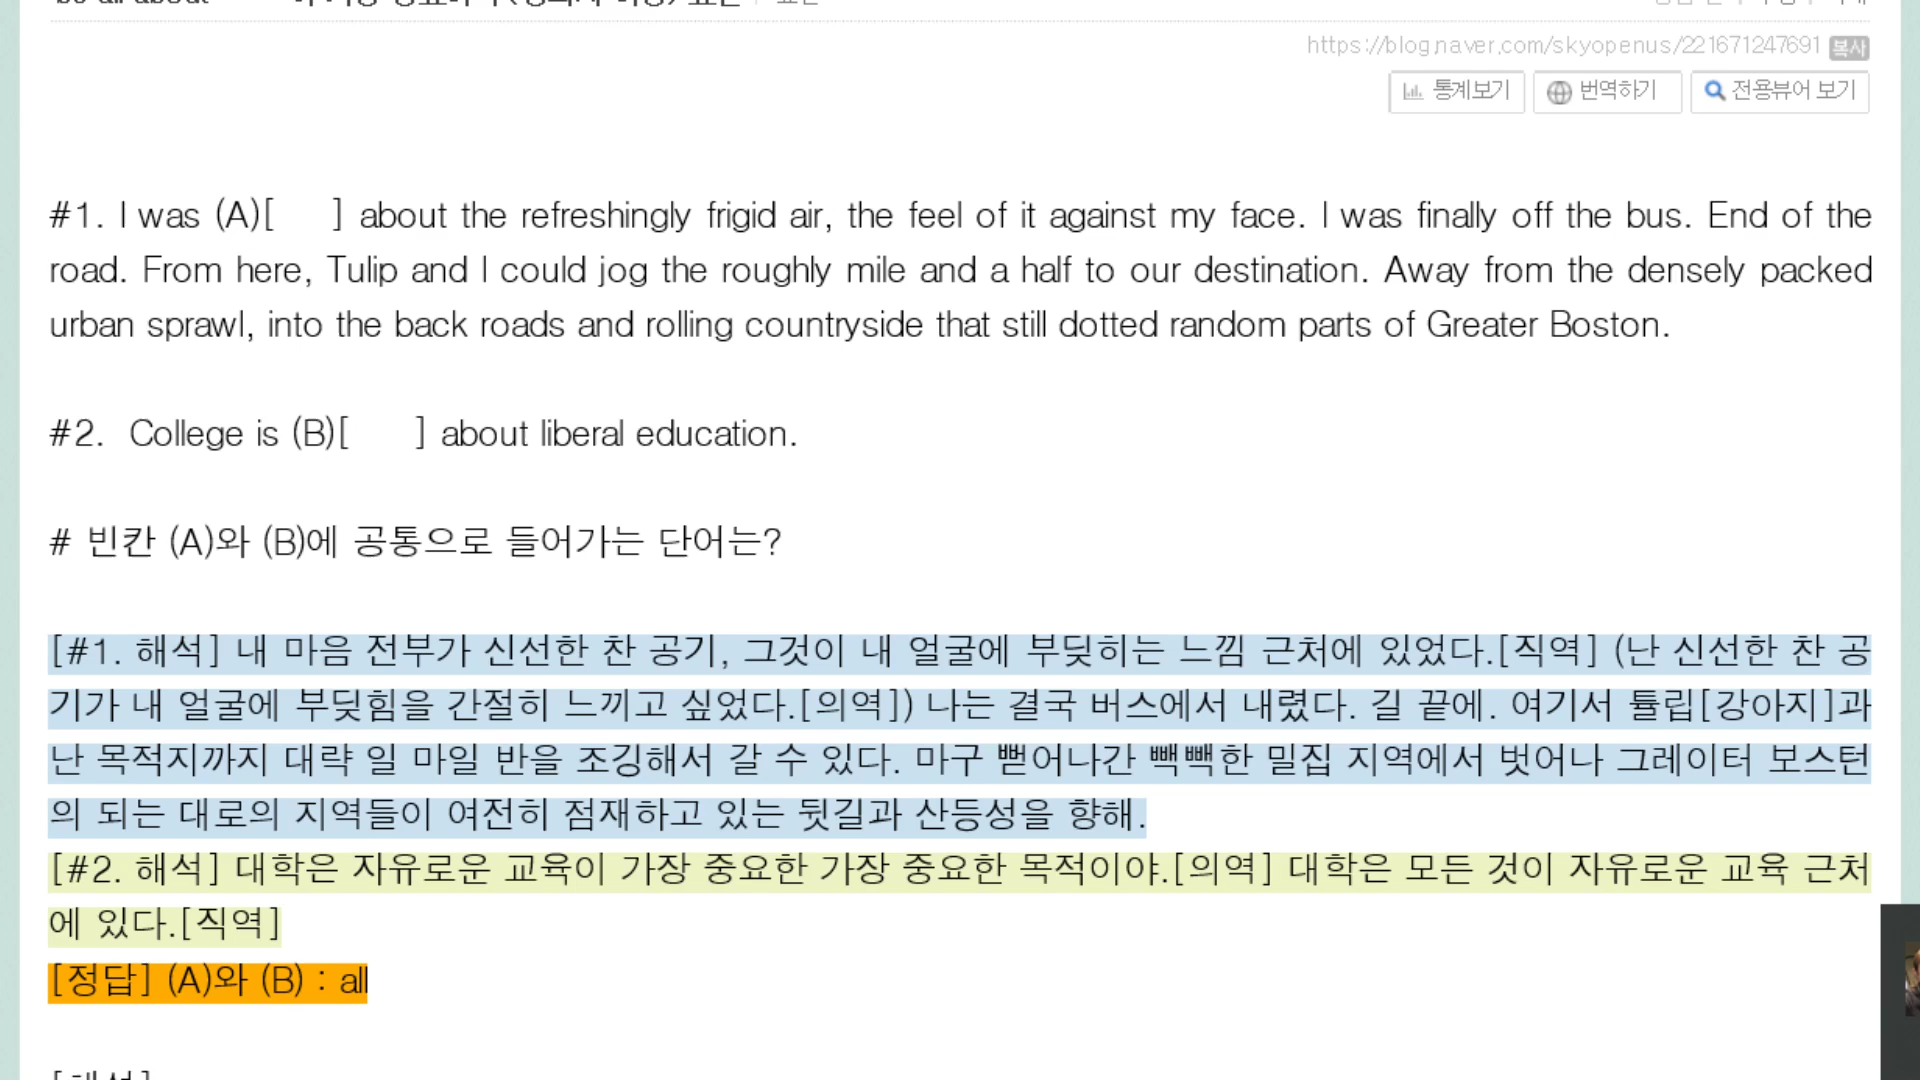 https://blog.naver.com/skyopenus/221671247691 복사
통계보기 번역하기 전용뷰어 보기
#1. I was (A)[ ] about the refreshingly frigid air, the feel of it against my face. I was finally off the bus. End of the
road. From here, Tulip and I could jog the roughly mile and a half to our destination. Away from the densely packed
urban sprawl, into the back roads and rolling countryside that still dotted random parts of Greater Boston.
#2. College is (B)[ ] about liberal education.
# 빈칸 (A)와 (B)에 공통으로 들어가는 단어는?
[#1. 해석] 내 마음 전부가 신선한 찬 공기, 그것이 내 얼굴에 부딪히는 느낌 근처에 있었다.[직역] (난 신선한 찬 공
기가 내 얼굴에 부딪힘을 간절히 느끼고 싶었다.[의역]) 나는 결국 버스에서 내렸다. 길 끝에. 여기서 튤립[강아지]과
난 목적지까지 대략 일 마일 반을 조깅해서 갈 수 있다. 마구 뻗어나간 빽빽한 밀집 지역에서 벗어나 그레이터 보스턴
의 되는 대로의 지역들이 여전히 점재하고 있는 뒷길과 산등성을 향해.
[#2. 해석] 대학은 자유로운 교육이 가장 중요한 가장 중요한 목적이야.[의역] 대학은 모든 것이 자유로운 교육 근처
에 있다.[직역]
[정답] (A)와 (B) : all